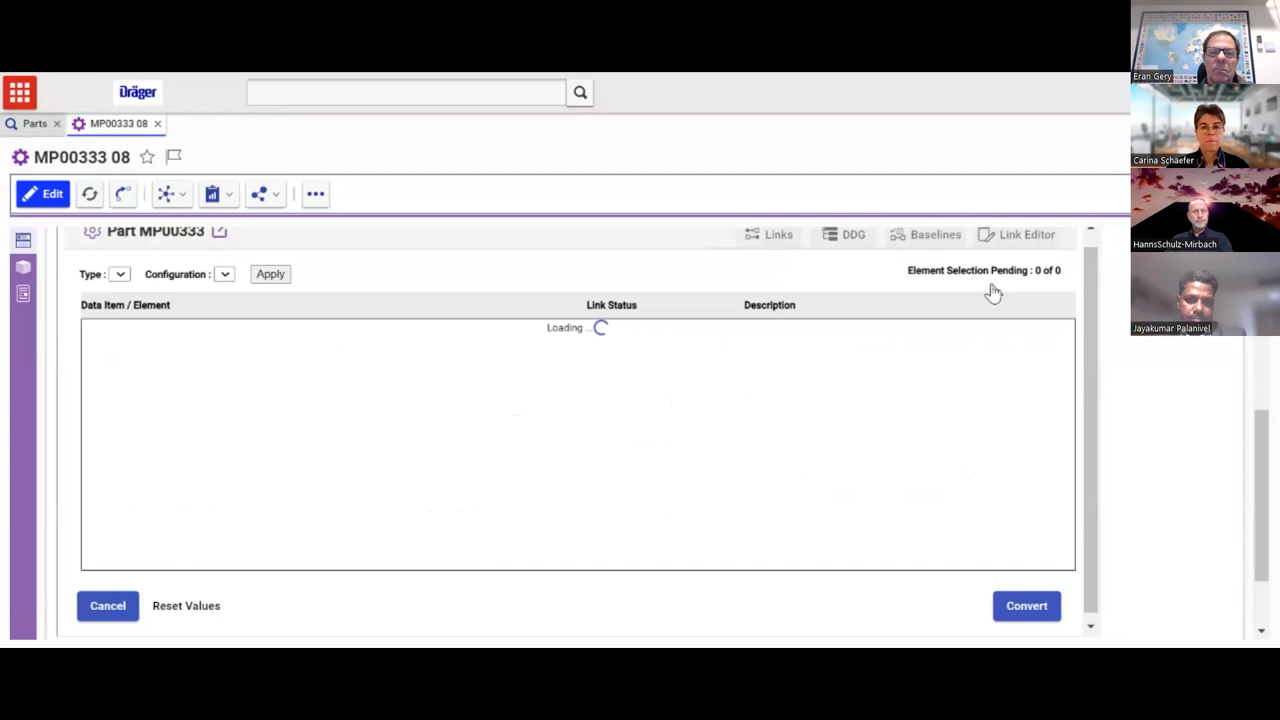 Eran Gery
Dräger
Parts
MP00333 08
Carina Schaefer
MP00333 08
Edit
HannsSchulz-Mirbach
Part MP00333
Links
DDG
Baselines
Link Editor
Type :
Configuration :
Apply
Element Selection Pending : 0 of 0
Data Item / Element
Link Status
Description
Loading ...
Jayakumar Palanivel
Cancel
Reset Values
Convert